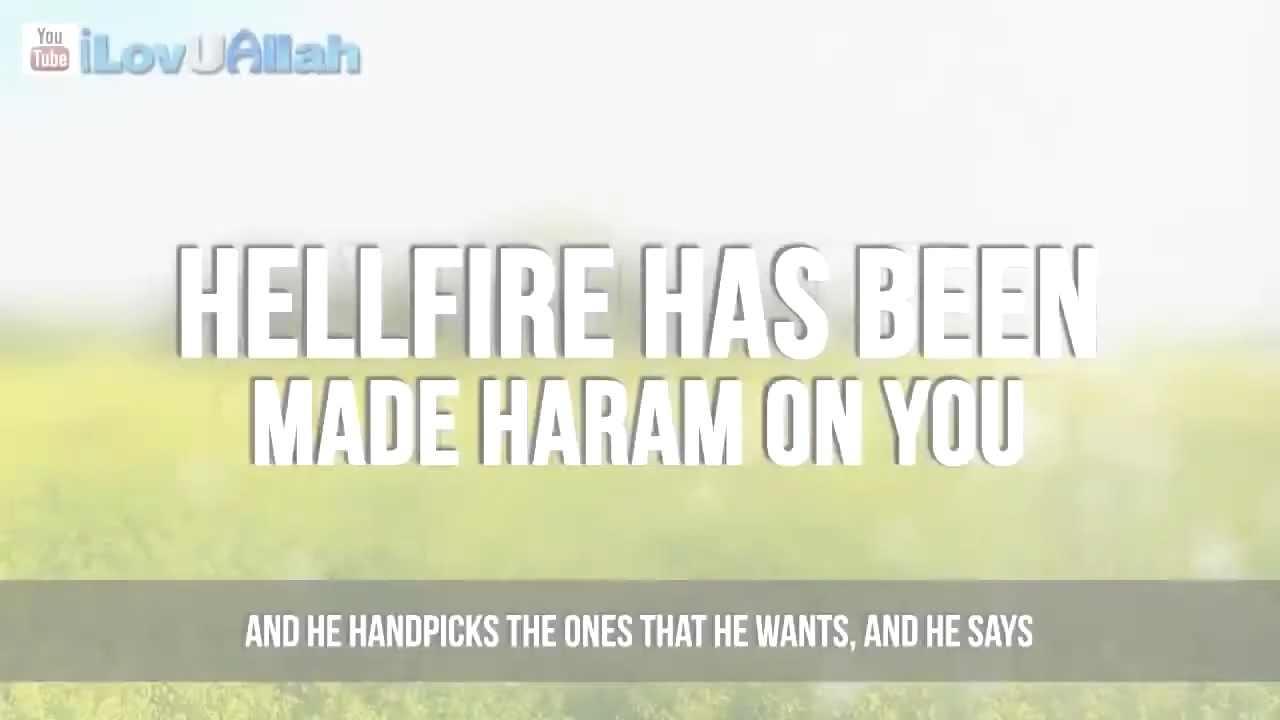 You
Tube
iLovUAllah
HELLFIRE HAS BEEN
MADE HARAM ON YOU
AND HE HANDPICKS THE ONES THAT HE WANTS, AND HE SAYS